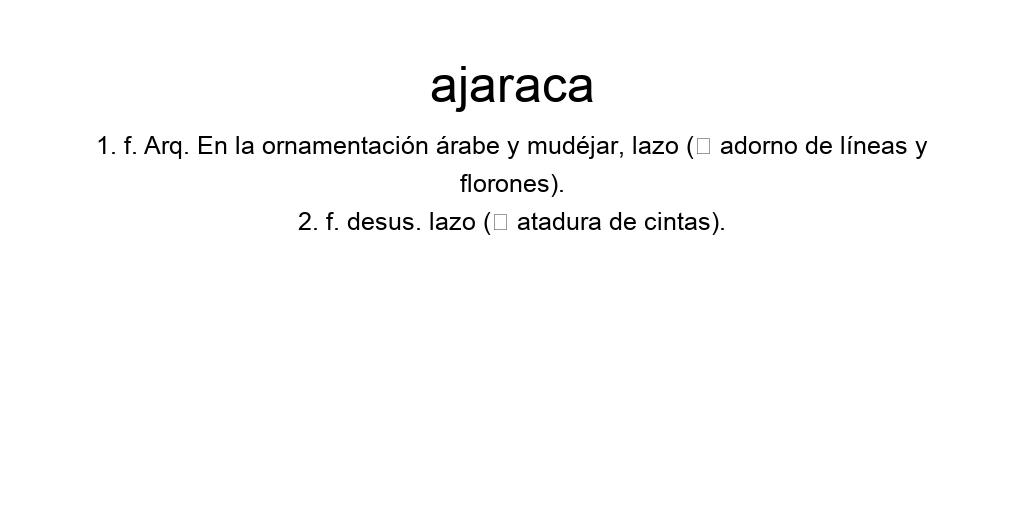 ajaraca
1. f. Arq. En la ornamentación árabe y mudéjar, lazo (□ adorno de líneas y
florones).
2. f. desus. lazo (□ atadura de cintas).